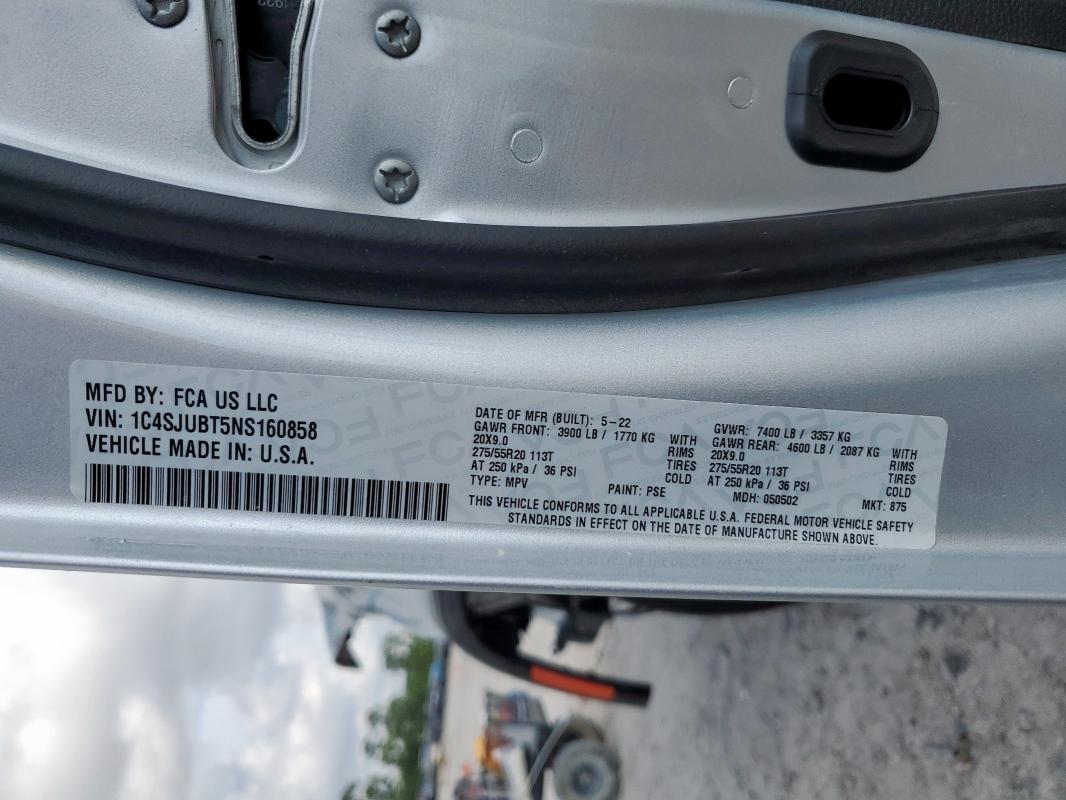 MFD BY: FCA US LLC
VIN: 1C4SJUBT5NS160858
VEHICLE MADE IN: U.S.A.
DATE OF MFR (BUILT): 5-22
GVWR: 7400 LB / 3357 KG
GAWR FRONT: 3900 LB / 1770 KG WITH
20X9.0 RIMS
275/55R20 113T TIRES
AT 250 kPa / 36 PSI COLD
GAWR REAR: 4600 LB / 2087 KG WITH
20X9.0 RIMS
275/55R20 113T TIRES
AT 250 kPa / 36 PSI COLD
TYPE: MPV PAINT: PSE MDH: 050502 MKT: 875
THIS VEHICLE CONFORMS TO ALL APPLICABLE U.S.A. FEDERAL MOTOR VEHICLE SAFETY
STANDARDS IN EFFECT ON THE DATE OF MANUFACTURE SHOWN ABOVE.